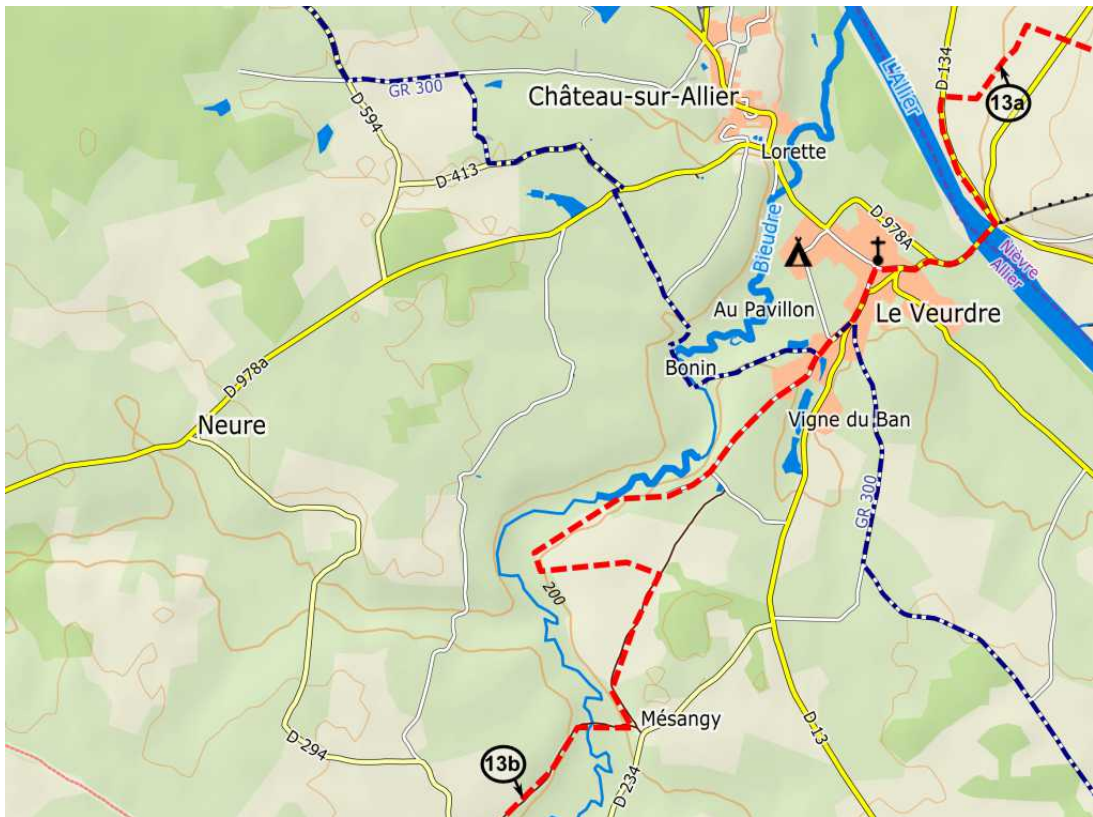 L'Allier
D 134
13a
GR 300
D 594
Château-sur-Allier
Lorette
D 413
D-978A
Bieudre
Nièvre
Allier
Au Pavillon
Le Veurdre
Bonin
D-978a
Neure
Vigne du Ban
GR 300
200
Mésangy
D-13
D-294
13b
D-234